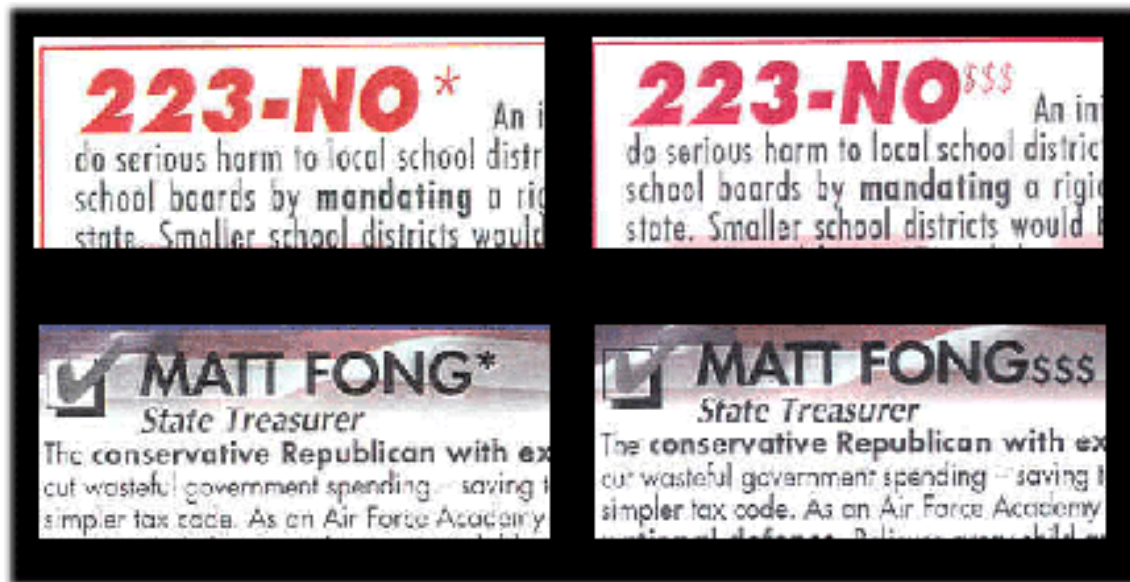 223-NO*
An i
do serious harm to local school distr
school boards by mandating a rig
state. Smaller school districts would
223-NO$$$
An ini
do serious harm to local school distric
school boards by mandating a rigid
state. Smaller school districts would b
MATT FONG*
State Treasurer
The conservative Republican with ex
cut wasteful government spending – saving t
simpler tax code. As an Air Force Academy
MATT FONG$$$
State Treasurer
The conservative Republican with ex
cut wasteful government spending – saving t
simpler tax code. As an Air Force Academy
national defense.